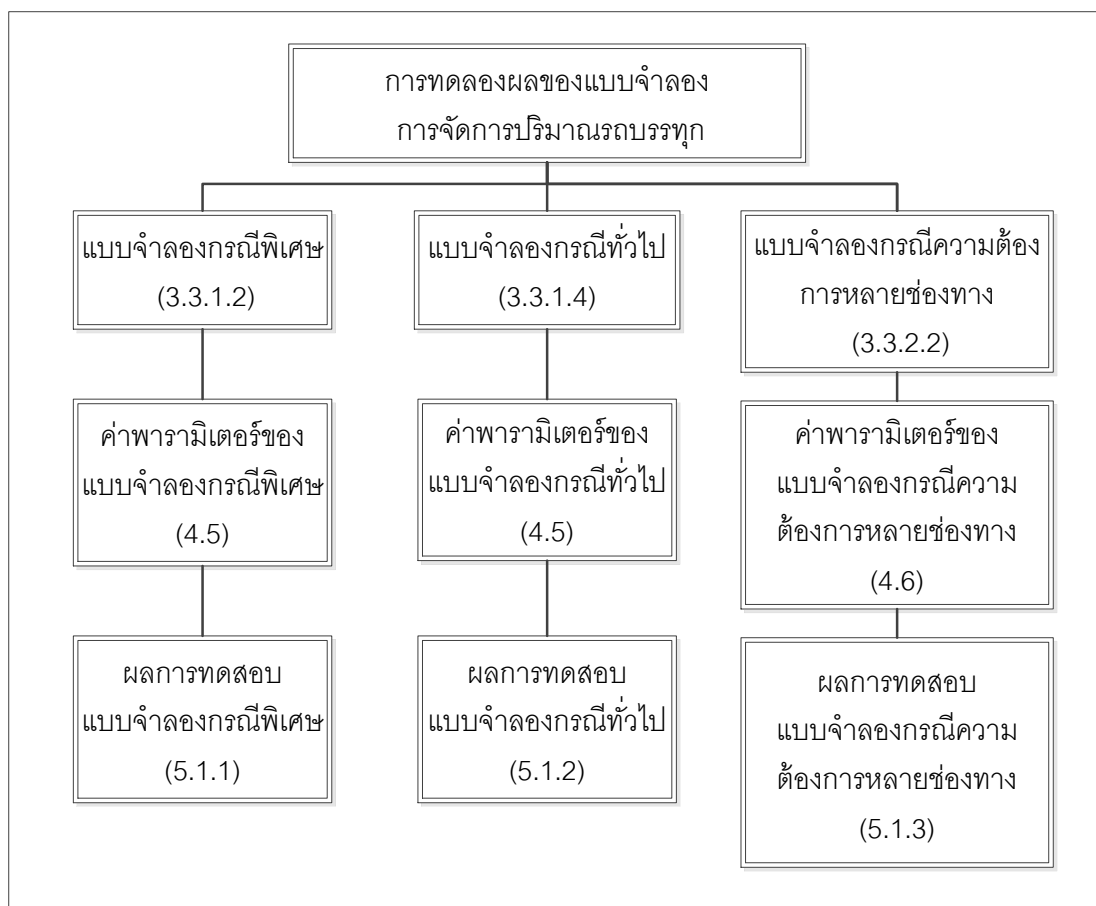 การทดลองผลของแบบจำลอง
การจัดการปริมาณรถบรรทุก
แบบจำลองกรณีพิเศษ
(3.3.1.2)
แบบจำลองกรณีทั่วไป
(3.3.1.4)
แบบจำลองกรณีความต้อง
การหลายช่องทาง
(3.3.2.2)
ค่าพารามิเตอร์ของ
แบบจำลองกรณีพิเศษ
(4.5)
ค่าพารามิเตอร์ของ
แบบจำลองกรณีทั่วไป
(4.5)
ค่าพารามิเตอร์ของ
แบบจำลองกรณีความ
ต้องการหลายช่องทาง
(4.6)
ผลการทดสอบ
แบบจำลองกรณีพิเศษ
(5.1.1)
ผลการทดสอบ
แบบจำลองกรณีทั่วไป
(5.1.2)
ผลการทดสอบ
แบบจำลองกรณีความ
ต้องการหลายช่องทาง
(5.1.3)